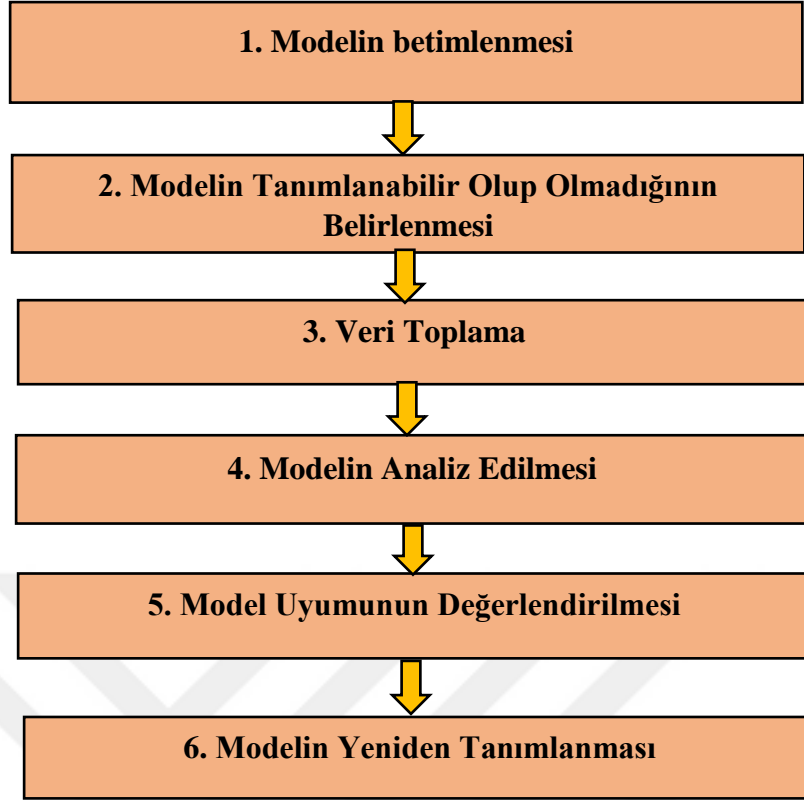 1. Modelin betimlenmesi
2. Modelin Tanımlanabilir Olup Olmadığının
Belirlenmesi
3. Veri Toplama
4. Modelin Analiz Edilmesi
5. Model Uyumunun Değerlendirilmesi
6. Modelin Yeniden Tanımlanması